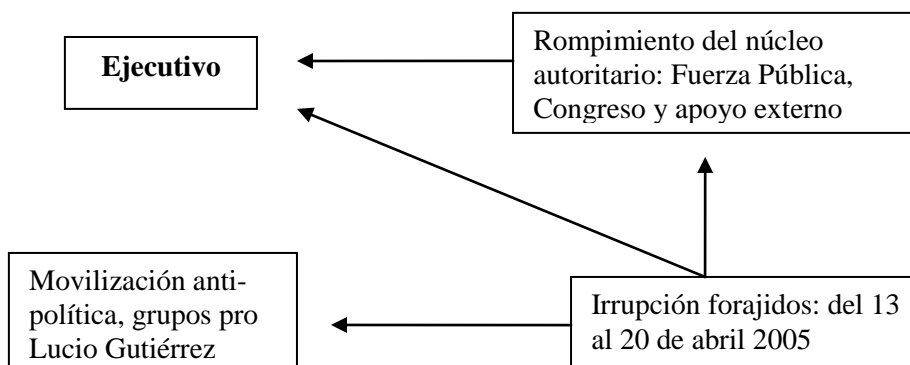 Ejecutivo
Rompimiento del núcleo
autoritario: Fuerza Pública,
Congreso y apoyo externo
Movilización anti-
política, grupos pro
Lucio Gutiérrez
Irrupción forajidos: del 13
al 20 de abril 2005